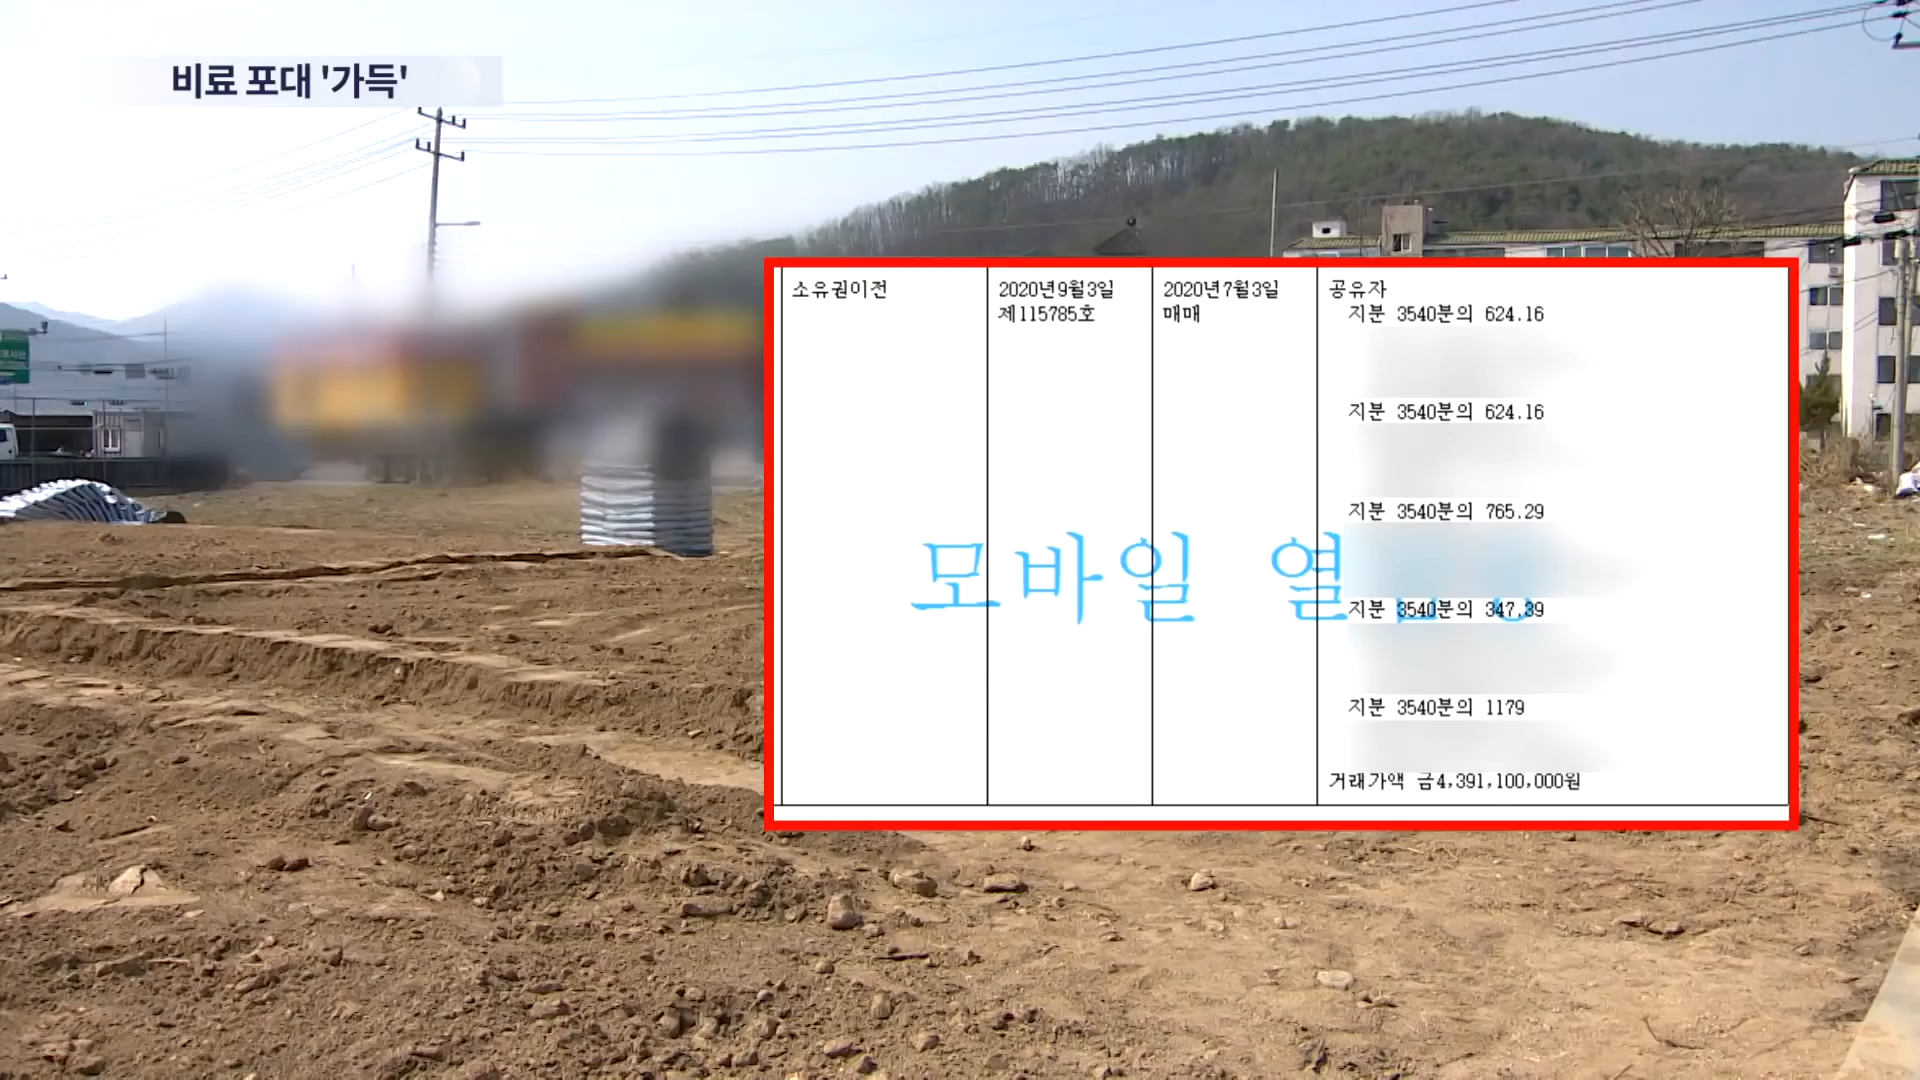 비료 포대 '가득'
소유권이전
2020년9월3일
제115785호
2020년7월3일
매매
공유자
지분 3540분의 624.16
지분 3540분의 624.16
지분 3540분의 765.29
모바일 열
지분 3540분의 347.39
지분 3540분의 1179
거래가액 금4,391,100,000원